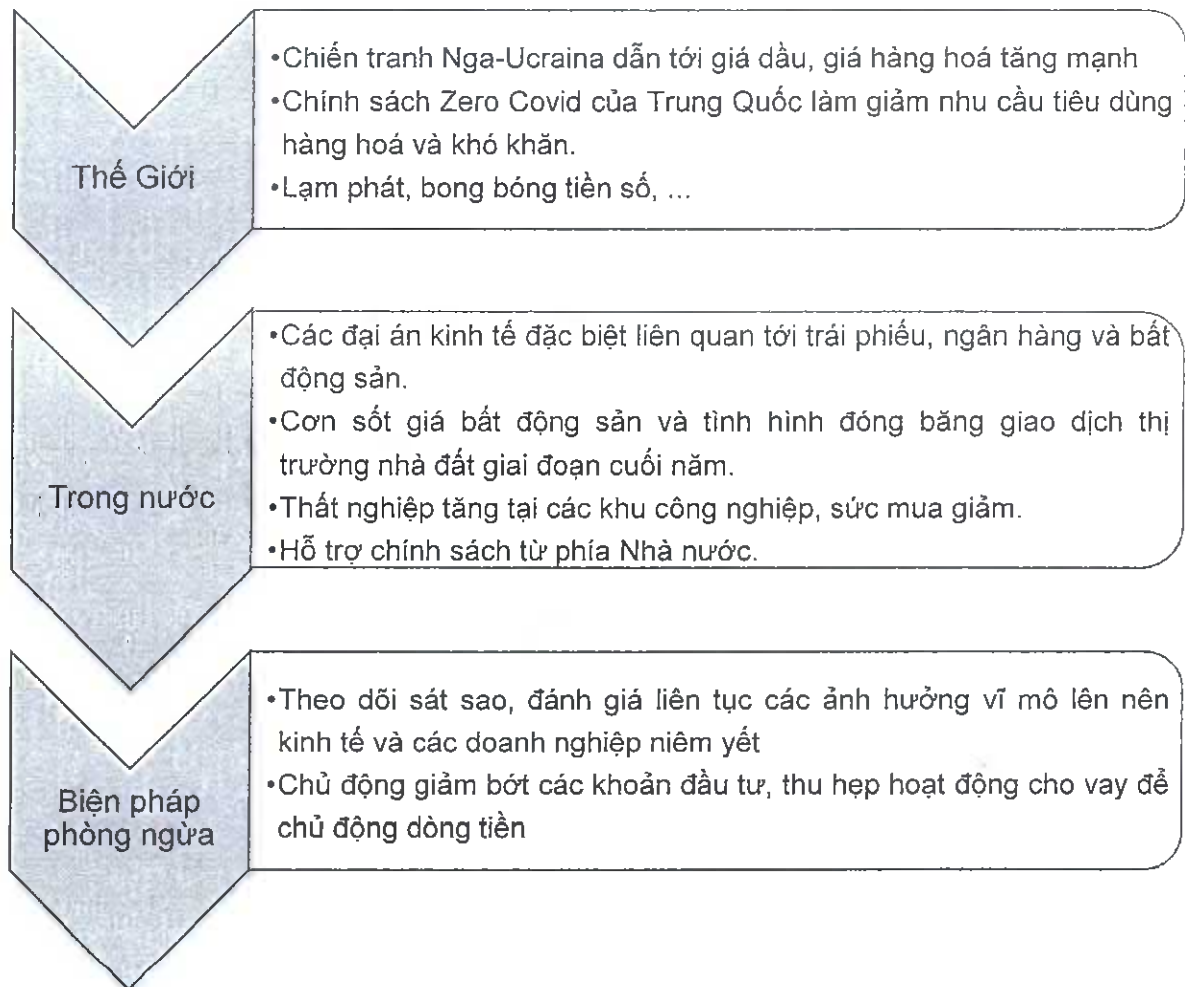 Thế Giới
•Chiến tranh Nga-Ucraina dẫn tới giá dầu, giá hàng hoá tăng mạnh
•Chính sách Zero Covid của Trung Quốc làm giảm nhu cầu tiêu dùng
hàng hoá và khó khăn.
•Lạm phát, bong bóng tiền số, ...
Trong nước
•Các đại án kinh tế đặc biệt liên quan tới trái phiếu, ngân hàng và bất
động sản.
•Cơn sốt giá bất động sản và tình hình đóng băng giao dịch thị
trường nhà đất giai đoạn cuối năm.
•Thất nghiệp tăng tại các khu công nghiệp, sức mua giảm.
•Hỗ trợ chính sách từ phía Nhà nước.
Biện pháp
phòng ngừa
•Theo dõi sát sao, đánh giá liên tục các ảnh hưởng vĩ mô lên nên
kinh tế và các doanh nghiệp niêm yết
•Chủ động giảm bớt các khoản đầu tư, thu hẹp hoạt động cho vay để
chủ động dòng tiền